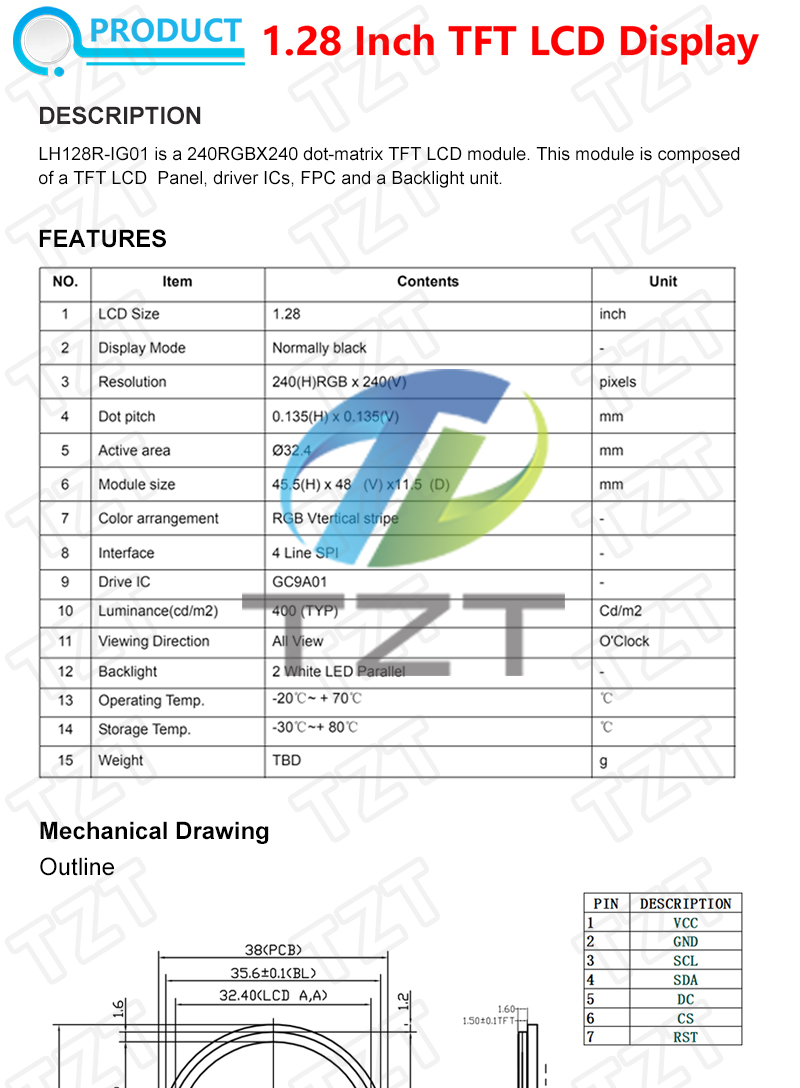 PRODUCT
1.28 Inch TFT LCD Display
DESCRIPTION
LH128R-IG01 is a 240RGBX240 dot-matrix TFT LCD module. This module is composed
of a TFT LCD Panel, driver ICs, FPC and a Backlight unit.
FEATURES
NO. Item Contents Unit
1 LCD Size 1.28 inch
2 Display Mode Normally black -
3 Resolution 240(H)RGB x 240(V) pixels
4 Dot pitch 0.135(H) x 0.135(V) mm
5 Active area Ø32.4 mm
6 Module size 45.5(H) x 48 (V) x11.5 (D) mm
7 Color arrangement RGB Vtertical stripe -
8 Interface 4 Line SPI -
9 Drive IC GC9A01 -
10 Luminance(cd/m2) 400 (TYP) Cd/m2
11 Viewing Direction All View O'Clock
12 Backlight 2 White LED Parallel -
13 Operating Temp. -20℃~ + 70℃ ℃
14 Storage Temp. -30℃~+ 80℃ ℃
15 Weight TBD g
TZT
Mechanical Drawing
Outline
PIN DESCRIPTION
1 VCC
2 GND
3 SCL
4 SDA
5 DC
6 CS
7 RST
38(PCB)
35.6±0.1(BL)
32.40(LCD A,A)
1.6
1.2
1.60
1.50±0.1TFT